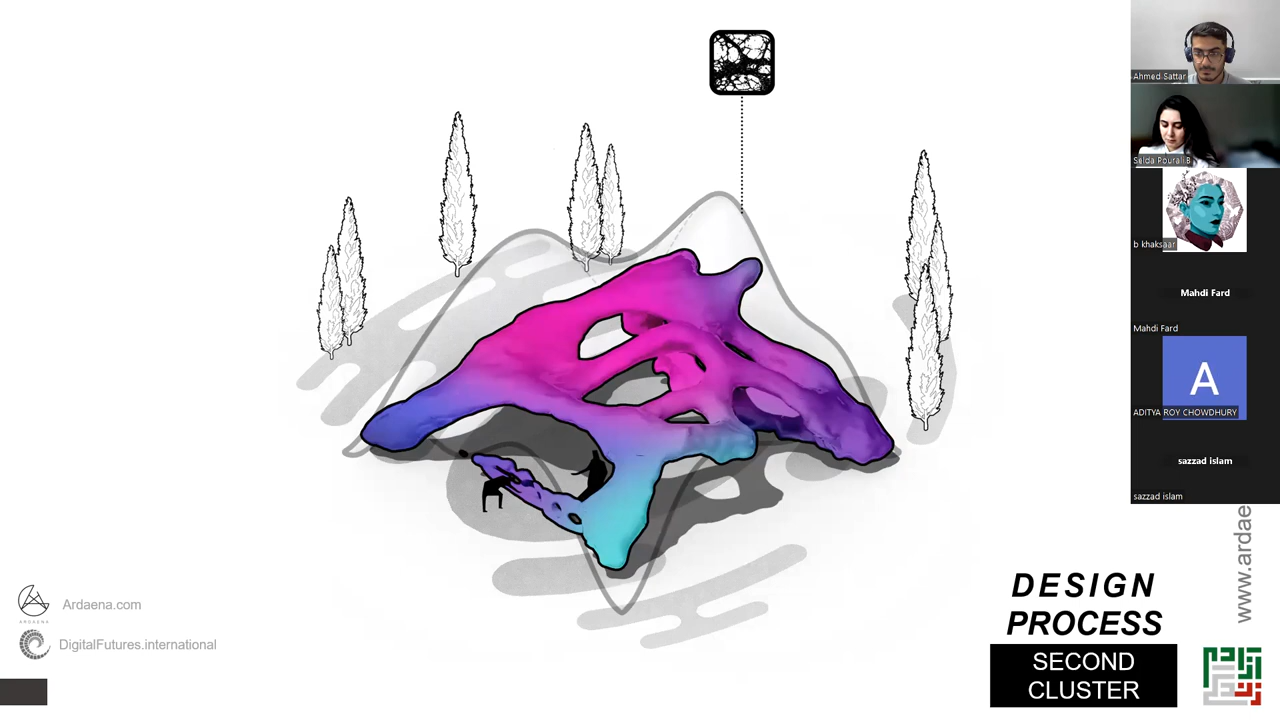 Ahmed Sattar
Selda Pourali.B
b khaksaar
Mahdi Fard
Mahdi Fard
A
ADITYA ROY CHOWDHURY
sazzad islam
sazzad islam
www.ardae
DESIGN
PROCESS
SECOND
CLUSTER
ARDAENA
Ardaena.com
DigitalFutures.international